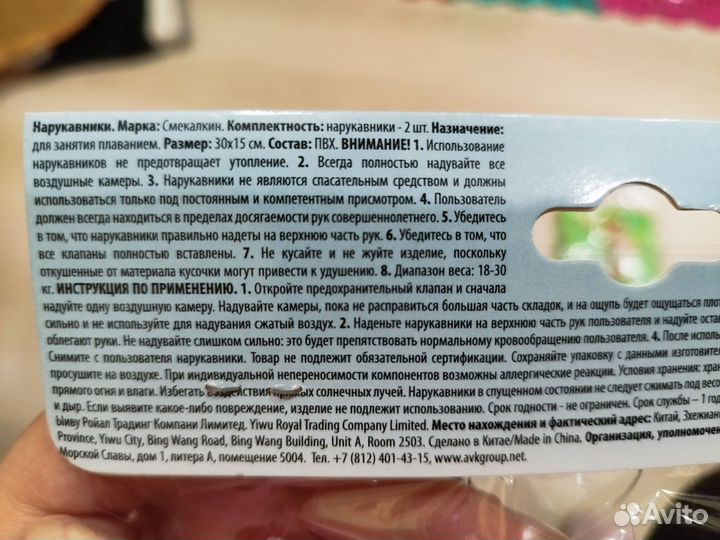 Нарукавники. Марка: Смекалкин. Комплектность: нарукавники - 2 шт. Назначение:
для занятия плаванием. Размер: 30х15 см. Состав: ПВХ. ВНИМАНИЕ! 1. Использование
нарукавников не предотвращает утопление. 2. Всегда полностью надувайте все
воздушные камеры. 3. Нарукавники не являются спасательным средством и должны
использоваться только под постоянным и компетентным присмотром. 4. Пользователь
должен всегда находиться в пределах досягаемости рук совершеннолетнего. 5. Убедитесь
в том, что нарукавники правильно надеты на верхнюю часть рук. 6. Убедитесь в том, что
все клапаны полностью вставлены. 7. Не кусайте и не жуйте изделие, поскольку
откушенные от материала кусочки могут привести к удушению. 8. Диапазон веса: 18-30
кг. ИНСТРУКЦИЯ ПО ПРИМЕНЕНИЮ. 1. Откройте предохранительный клапан и сначала
надуйте одну воздушную камеру. Надувайте камеры, пока не расправиться большая часть складок, и на ощупь будет ощущаться
сильно и не используйте для надувания сжатый воздух. 2. Наденьте нарукавники на верхнюю часть рук пользователя и надуйте
облегают руки. Не надувайте слишком сильно: это будет препятствовать нормальному кровообращению пользователя. 4. После
Снимите с пользователя нарукавники. Товар не подлежит обязательной сертификации. Сохраняйте упаковку с данными
просушите на воздухе. При индивидуальной непереносимости компонентов возможны аллергические реакции. Условия хранения:
прямого огня и влаги. Избегать воздействия прямых солнечных лучей. Нарукавники в спущенном состоянии не следует сжимать под
и дыр. Если выявите какое-либо повреждение, изделие не подлежит использованию. Срок годности - не ограничен. Срок службы – 1
Ыиву Ройал Традинг Компани Лимитед. Yiwu Royal Trading Company Limited. Место нахождения и фактический адрес: Китай,
Province, Yiwu City, Bing Wang Road, Bing Wang Building, Unit A, Room 2503. Сделано в Китае/Made in China. Организация,
Морской Славы, дом 1, литера А, помещение 5004. Тел. +7 (812) 401-43-15, www.avkgroup.net.
Avito